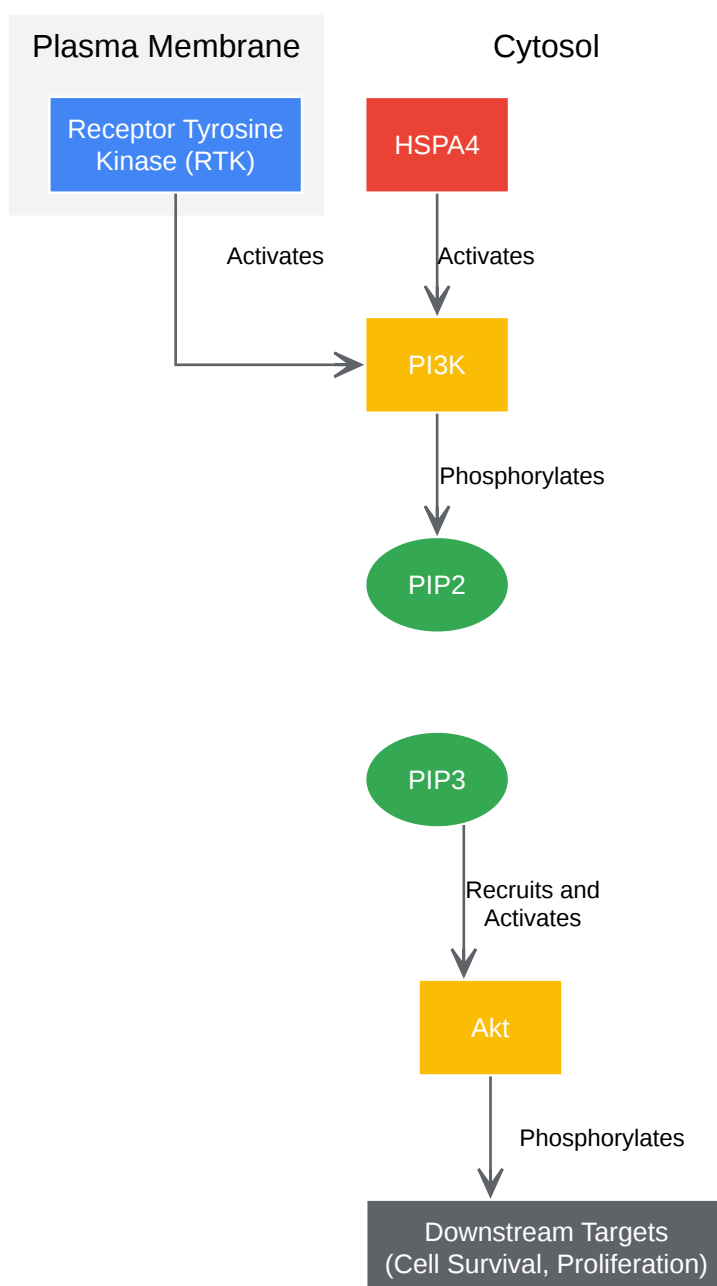 Plasma Membrane
Cytosol
Receptor Tyrosine
Kinase (RTK)
HSPA4
Activates
Activates
PI3K
Phosphorylates
PIP2
PIP3
Recruits and
Activates
Akt
Phosphorylates
Downstream Targets
(Cell Survival, Proliferation)